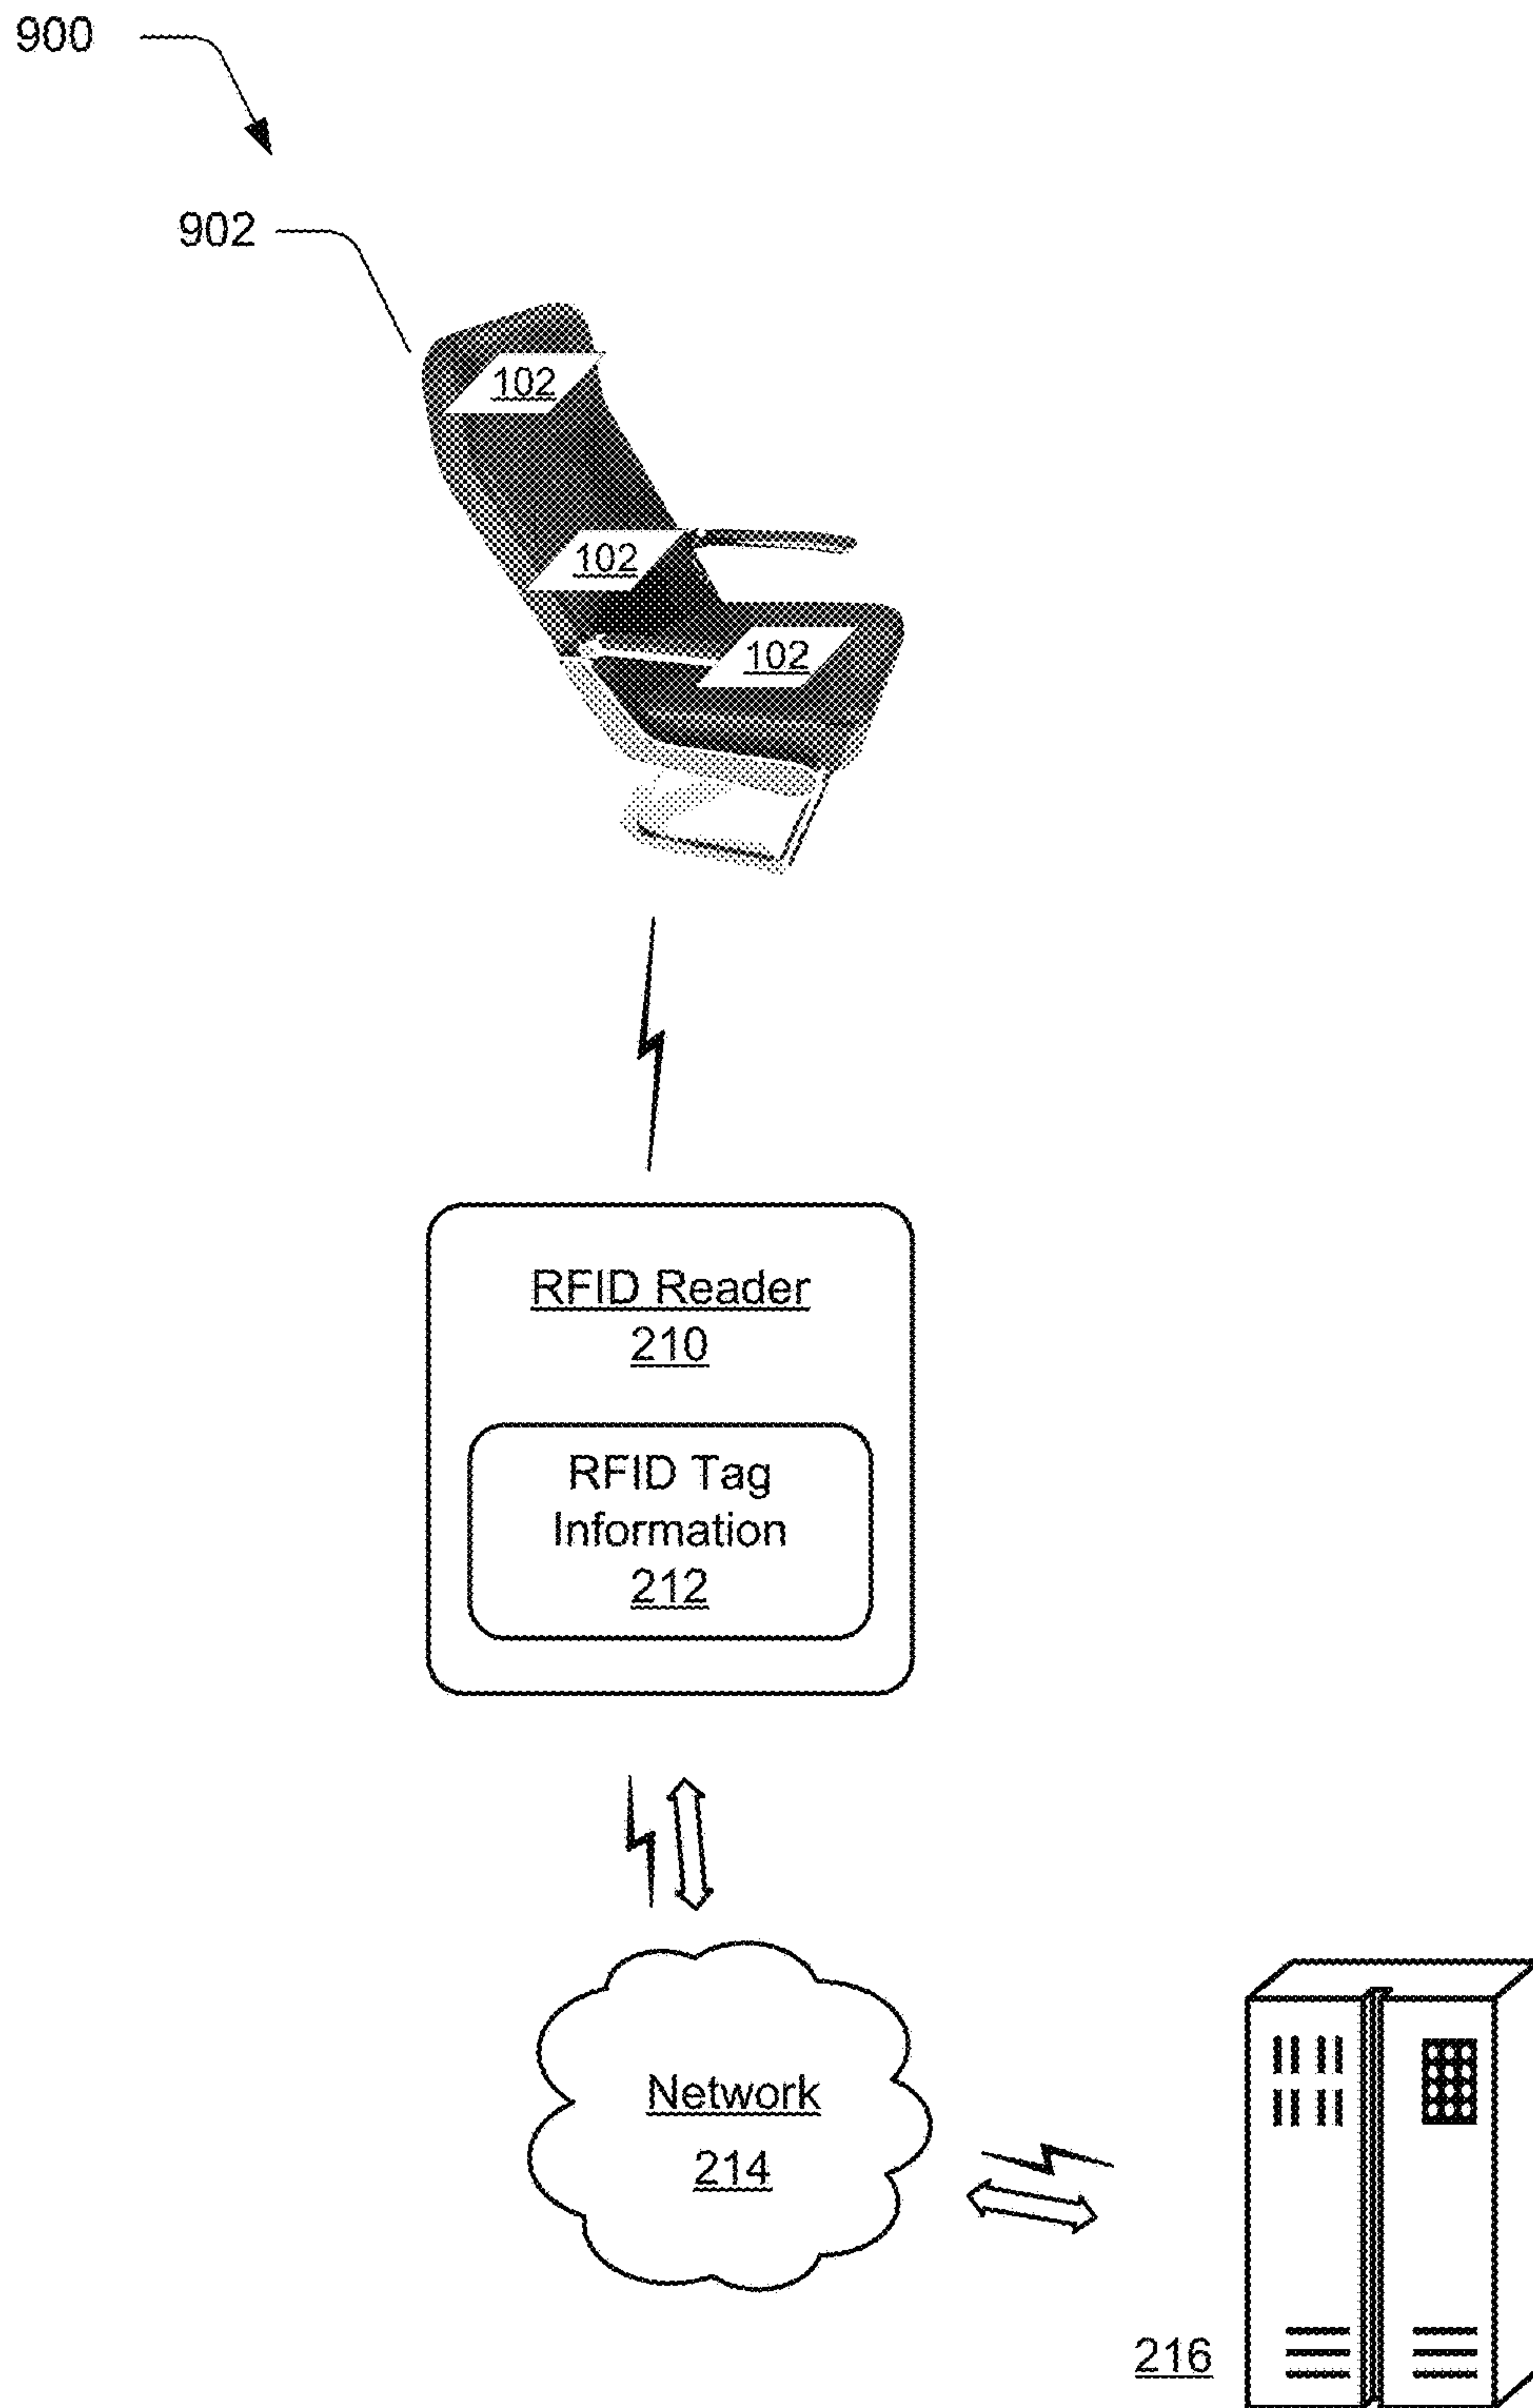 900
902
102
102
102
RFID Reader
210
RFID Tag
Information
212
Network
214
216